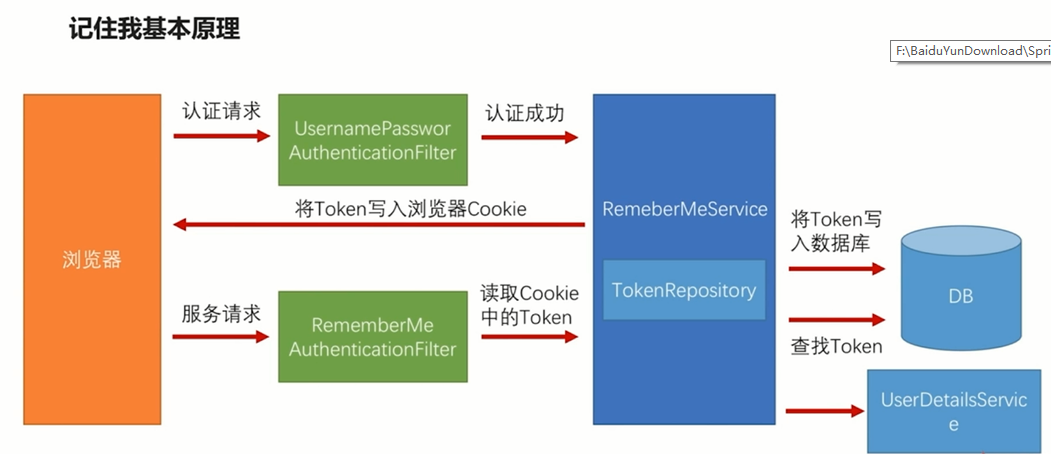 记住我基本原理
F:\BaiduYunDownload\Spri
认证请求
UsernamePasswor
AuthenticationFilter
认证成功
将Token写入浏览器Cookie
浏览器
RemeberMeService
TokenRepository
将Token写
入数据库
DB
服务请求
RememberMe
AuthenticationFilter
读取Cookie
中的Token
查找Token
UserDetailsServic
e